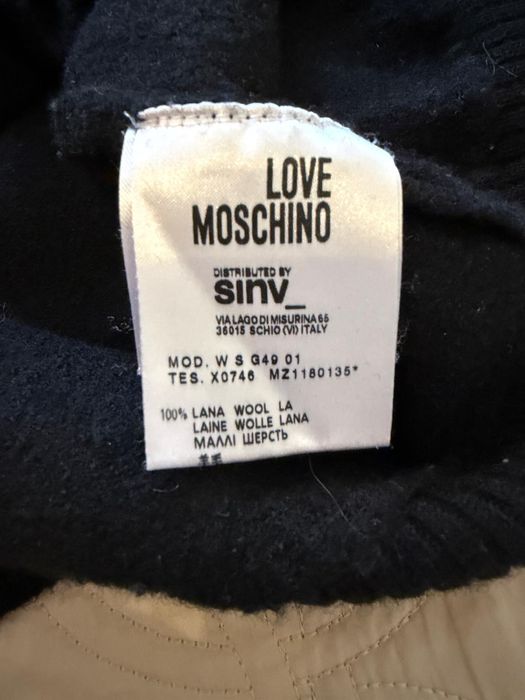 LOVE
MOSCHINO
DISTRIBUTED BY
sinv_
VIA LAGO DI MISURINA 65
36015 SCHIO (VI) ITALY
MOD. W S G49 01
TES. X0746 MZ1180135*
100% LANA WOOL LA
LAINE WOLLE LANA
ΜΑΛΛΙ ШЕРСТЬ
羊毛